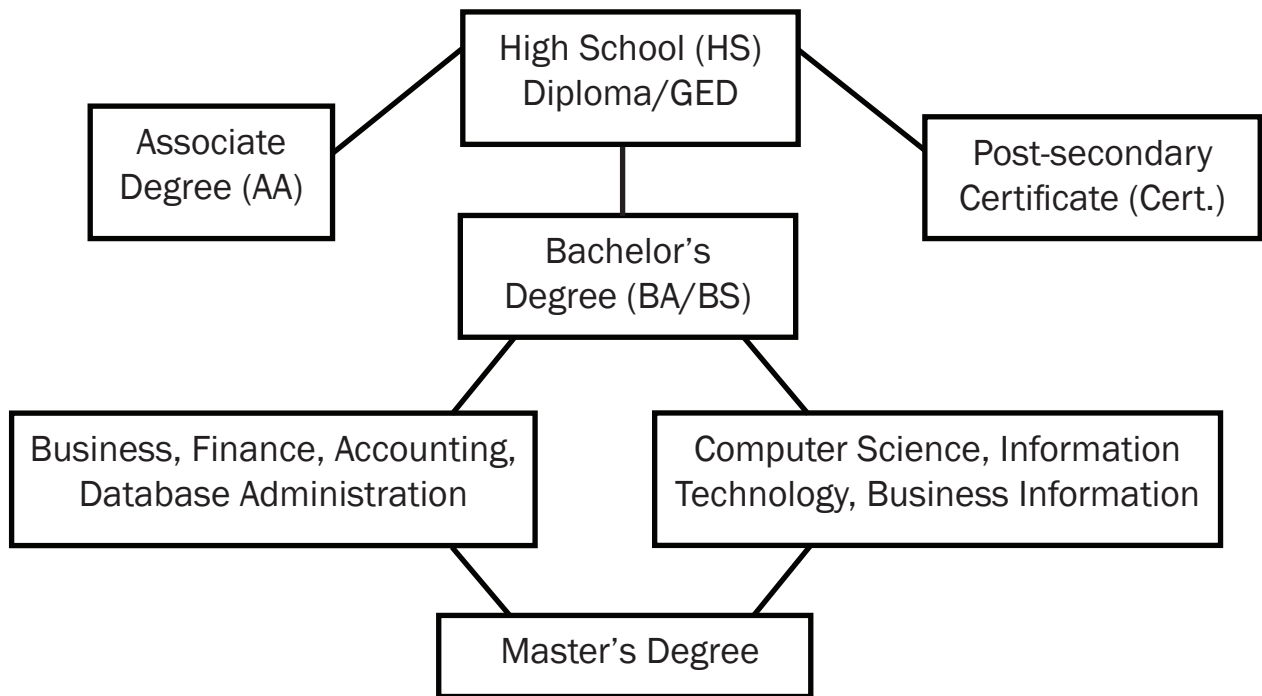 High School (HS)
Diploma/GED
Associate
Degree (AA)
Post-secondary
Certificate (Cert.)
Bachelor’s
Degree (BA/BS)
Business, Finance, Accounting,
Database Administration
Computer Science, Information
Technology, Business Information
Master’s Degree